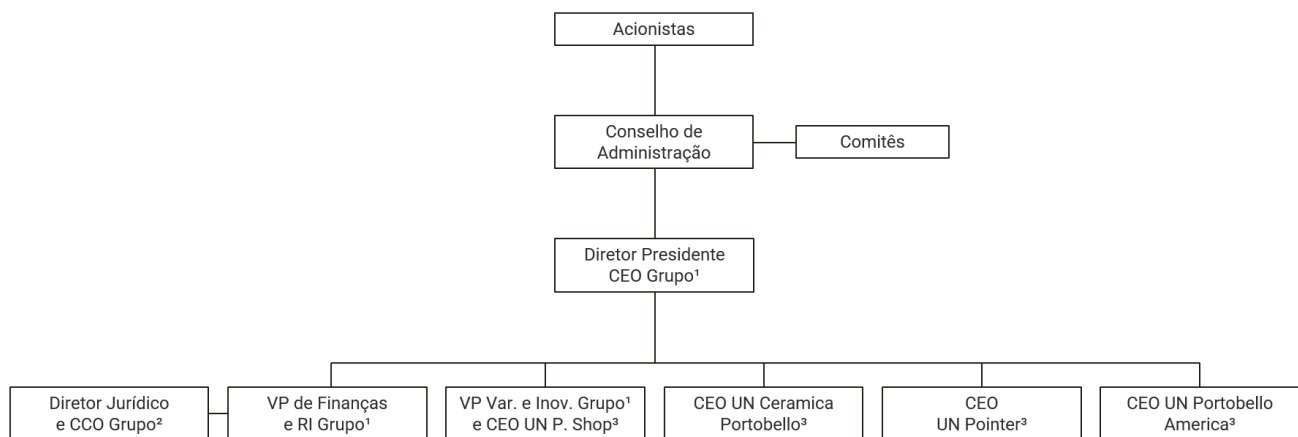 Acionistas
Conselho de
Administração
Comitês
Diretor Presidente
CEO Grupo¹
Diretor Jurídico
e CCO Grupo²
VP de Finanças
e RI Grupo¹
VP Var. e Inov. Grupo¹
e CEO UN P. Shop³
CEO UN Ceramica
Portobello³
CEO
UN Pointer³
CEO UN Portobello
America³